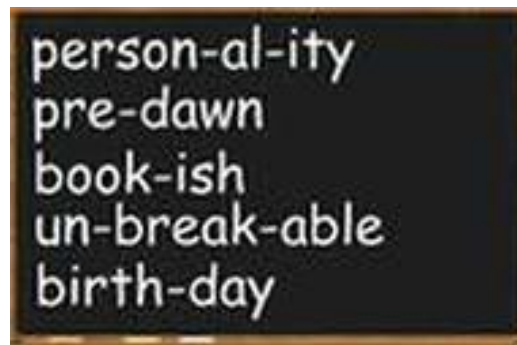 person-al-ity
pre-dawn
book-ish
un-break-able
birth-day